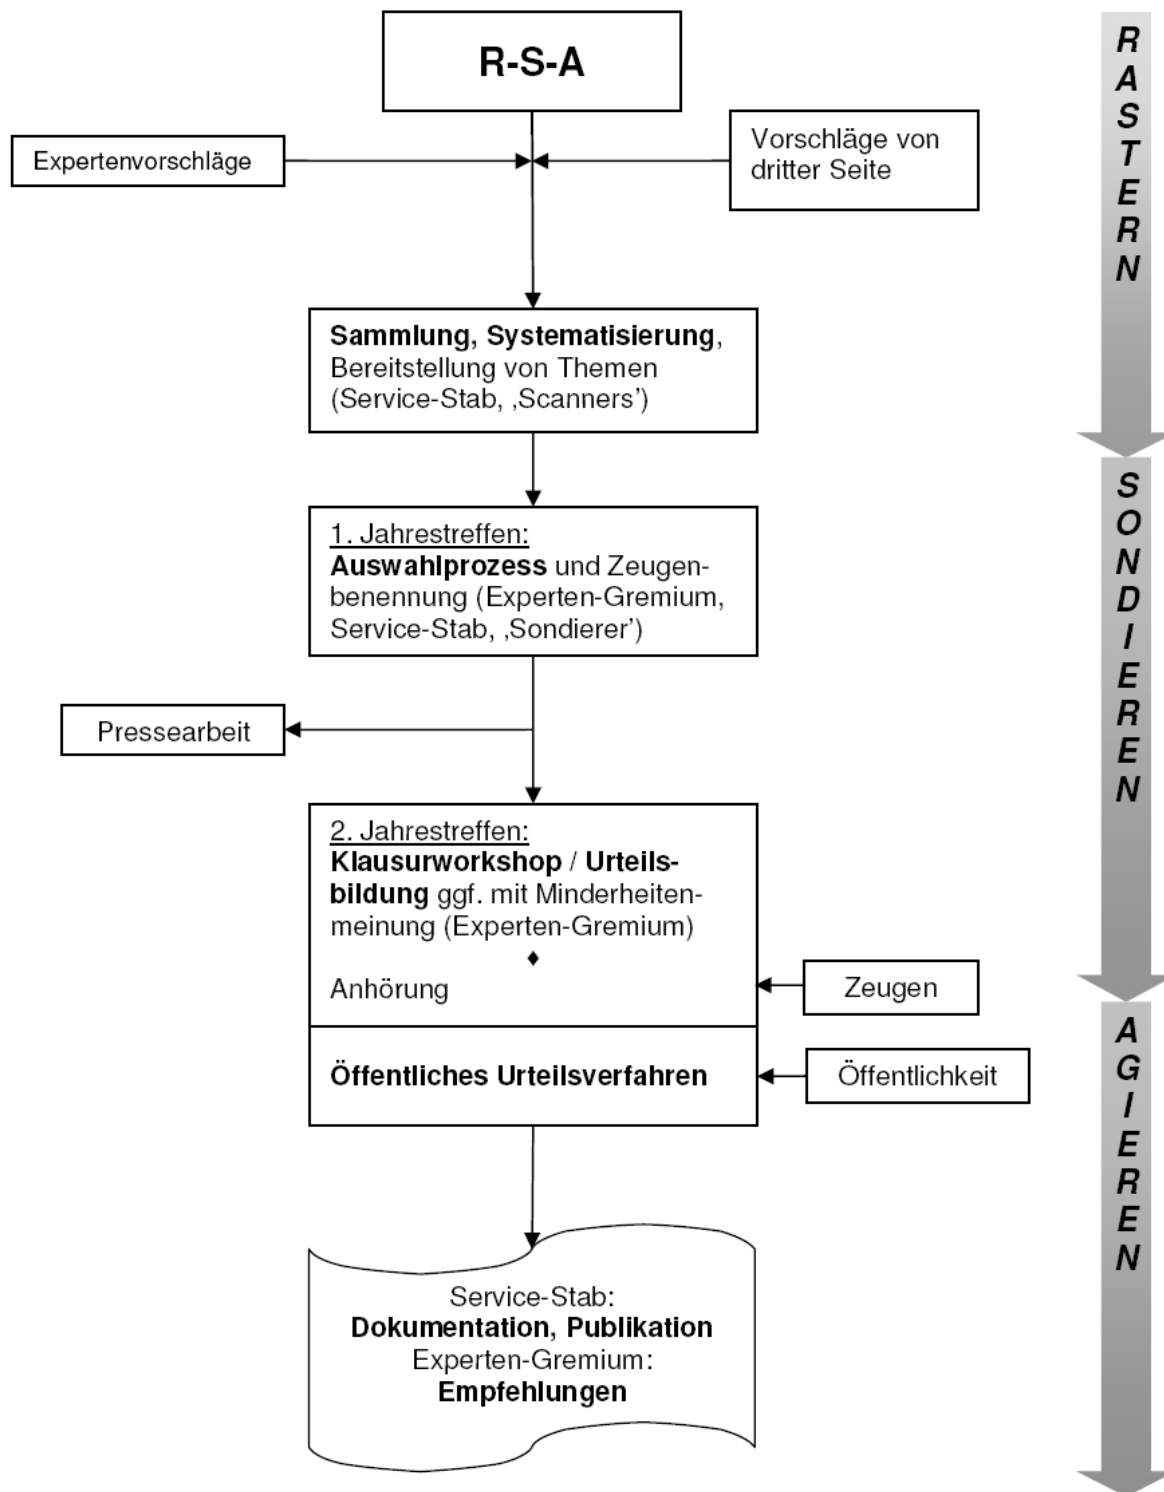 R-S-A
Expertenvorschläge
Vorschläge von
dritter Seite
Sammlung, Systematisierung,
Bereitstellung von Themen
(Service-Stab, ‚Scanners’)
1. Jahrestreffen:
Auswahlprozess und Zeugen-
benennung (Experten-Gremium,
Service-Stab, ‚Sondierer’)
Pressearbeit
2. Jahrestreffen:
Klausurworkshop / Urteils-
bildung ggf. mit Minderheiten-
meinung (Experten-Gremium)
♦
Anhörung
Zeugen
Öffentliches Urteilsverfahren
Öffentlichkeit
Service-Stab:
Dokumentation, Publikation
Experten-Gremium:
Empfehlungen
RASTERN
SONDIEREN
AGIEREN